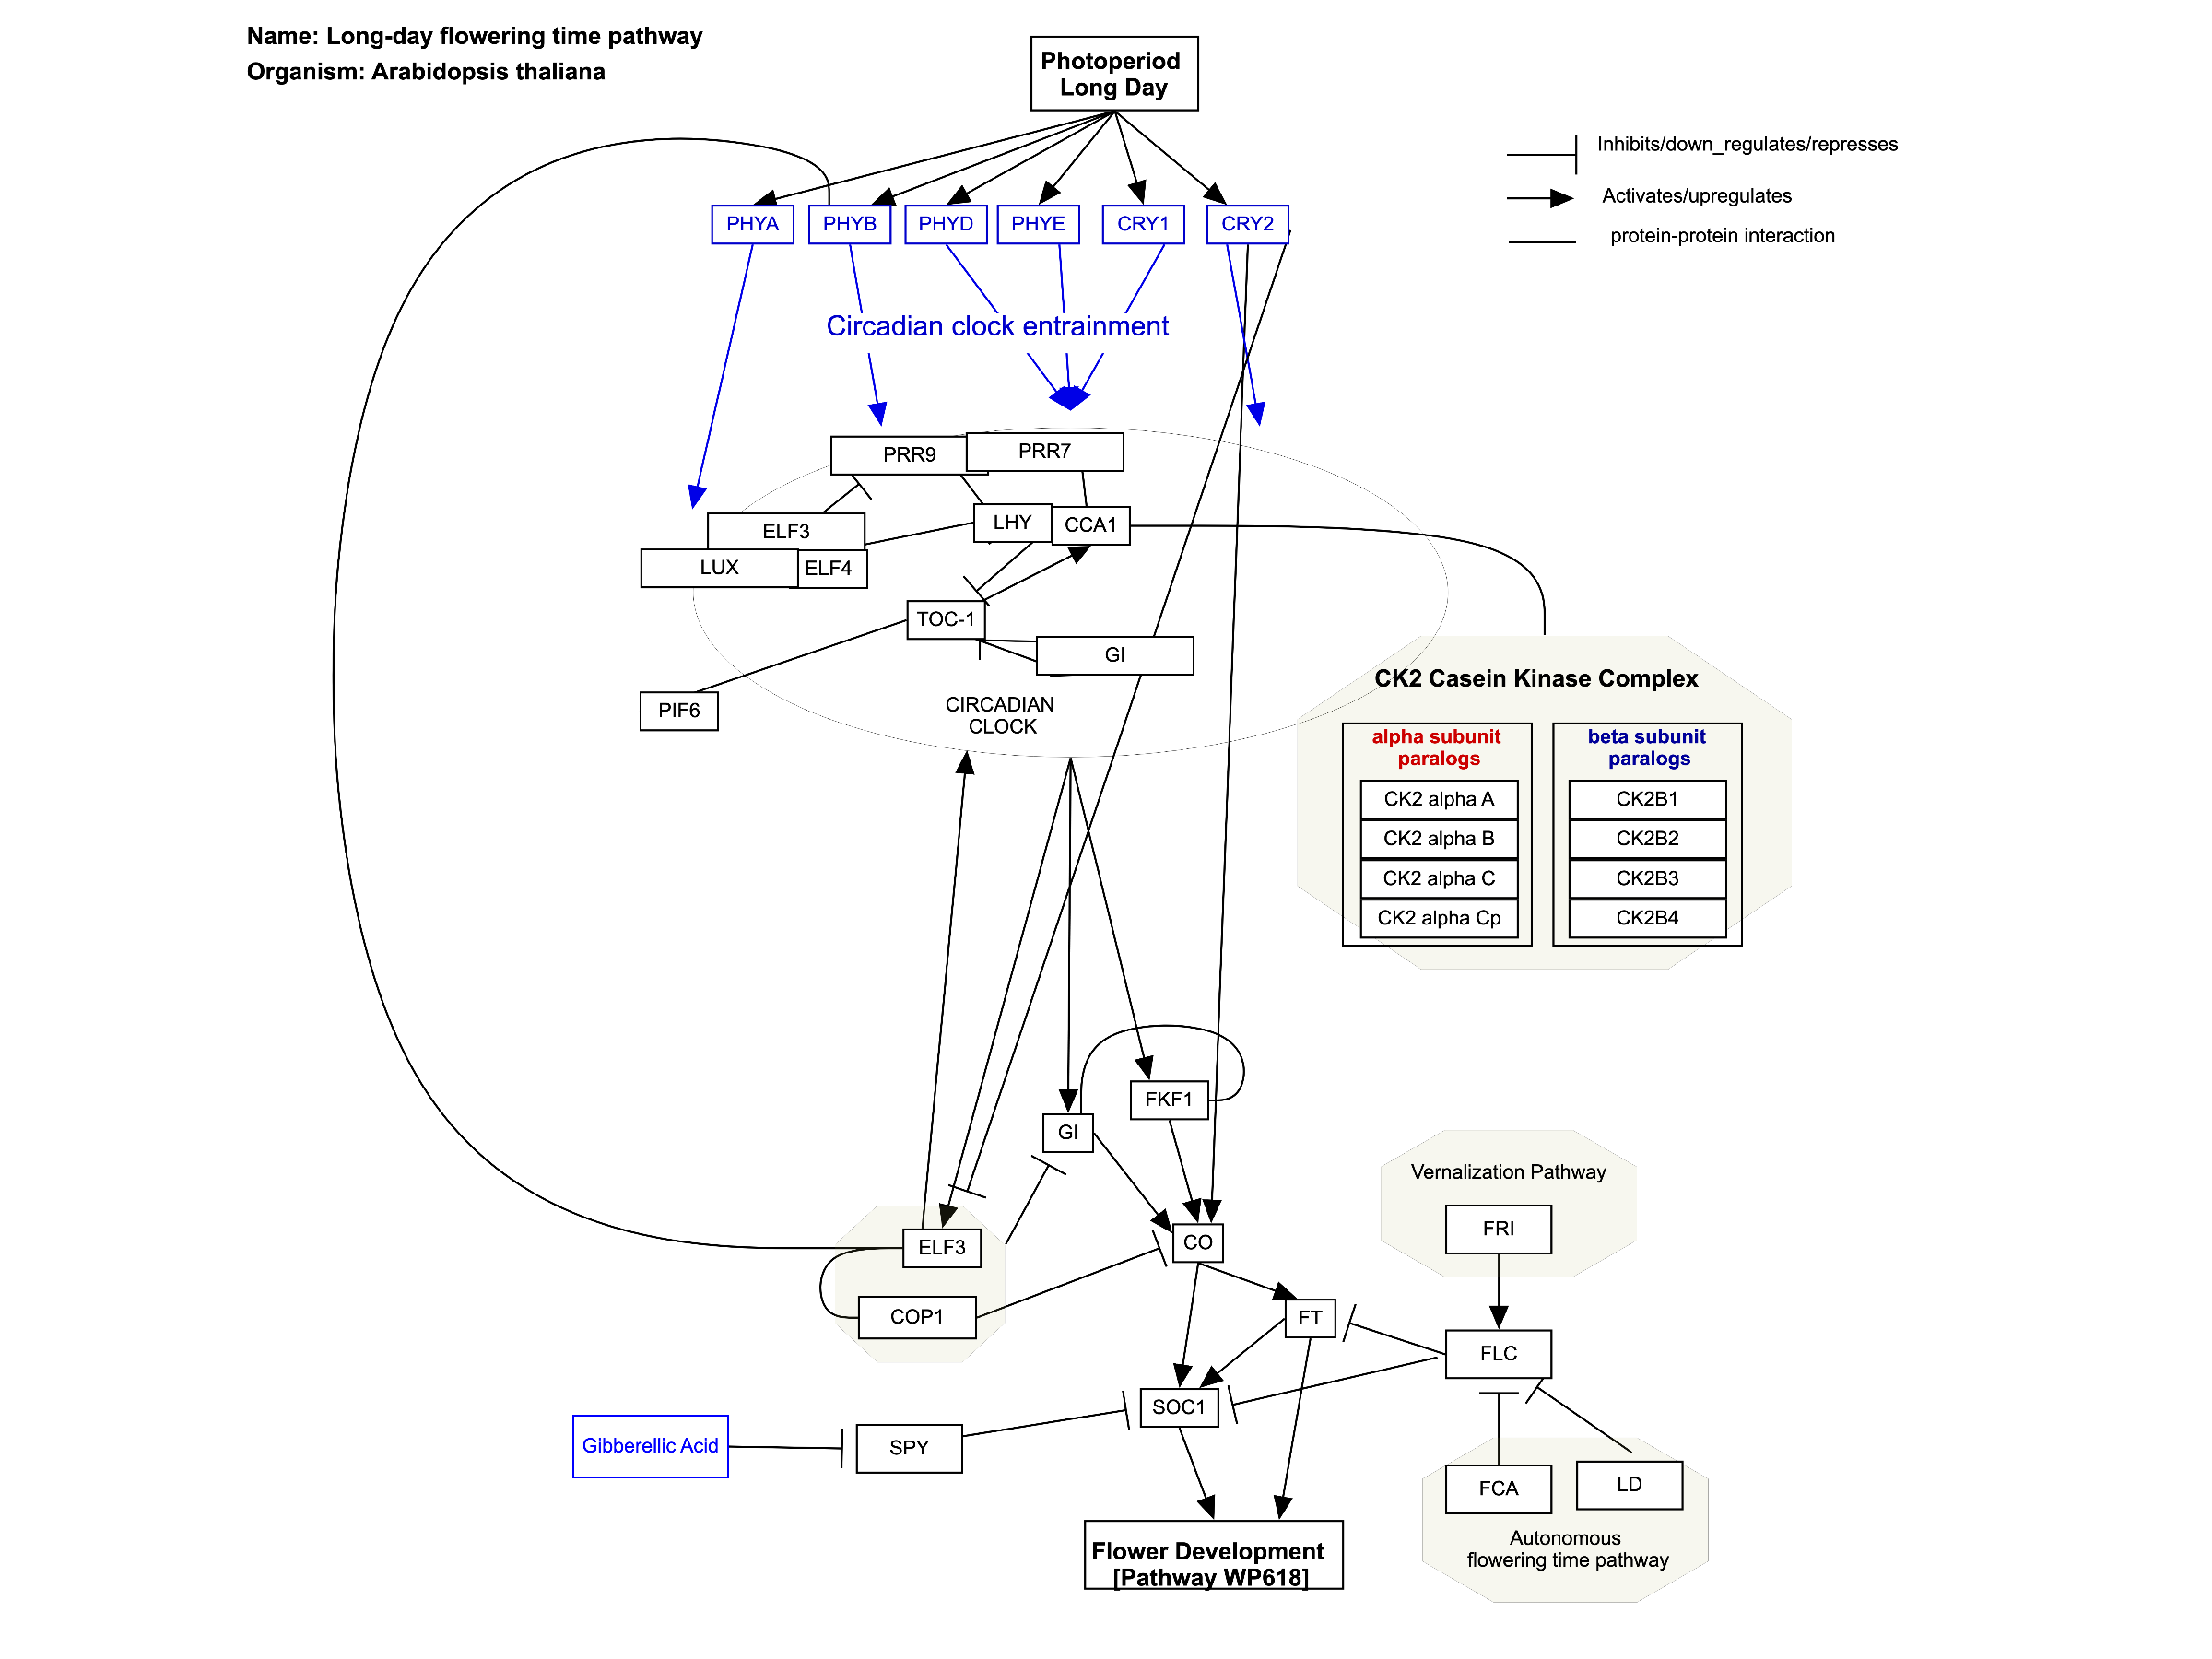 Name: Long-day flowering time pathway
Organism: Arabidopsis thaliana
Photoperiod
Long Day
Inhibits/down_regulates/represses
Activates/upregulates
protein-protein interaction
PHYA
PHYB
PHYD
PHYE
CRY1
CRY2
Circadian clock entrainment
PRR9
PRR7
ELF3
LHY
CCA1
LUX
ELF4
TOC-1
GI
PIF6
CIRCADIAN
CLOCK
CK2 Casein Kinase Complex
alpha subunit
paralogs
beta subunit
paralogs
CK2 alpha A
CK2B1
CK2 alpha B
CK2B2
CK2 alpha C
CK2B3
CK2 alpha Cp
CK2B4
FKF1
GI
Vernalization Pathway
FRI
ELF3
CO
COP1
FT
FLC
SOC1
Gibberellic Acid
SPY
FCA
LD
Autonomous
flowering time pathway
Flower Development
[Pathway WP618]